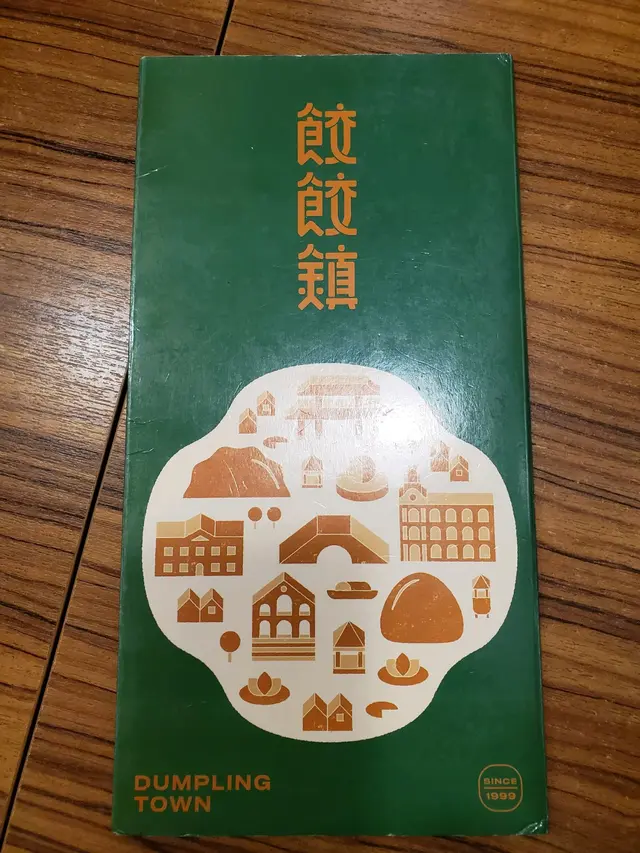 餃餃鎮
DUMPLING
TOWN
SINCE
1999